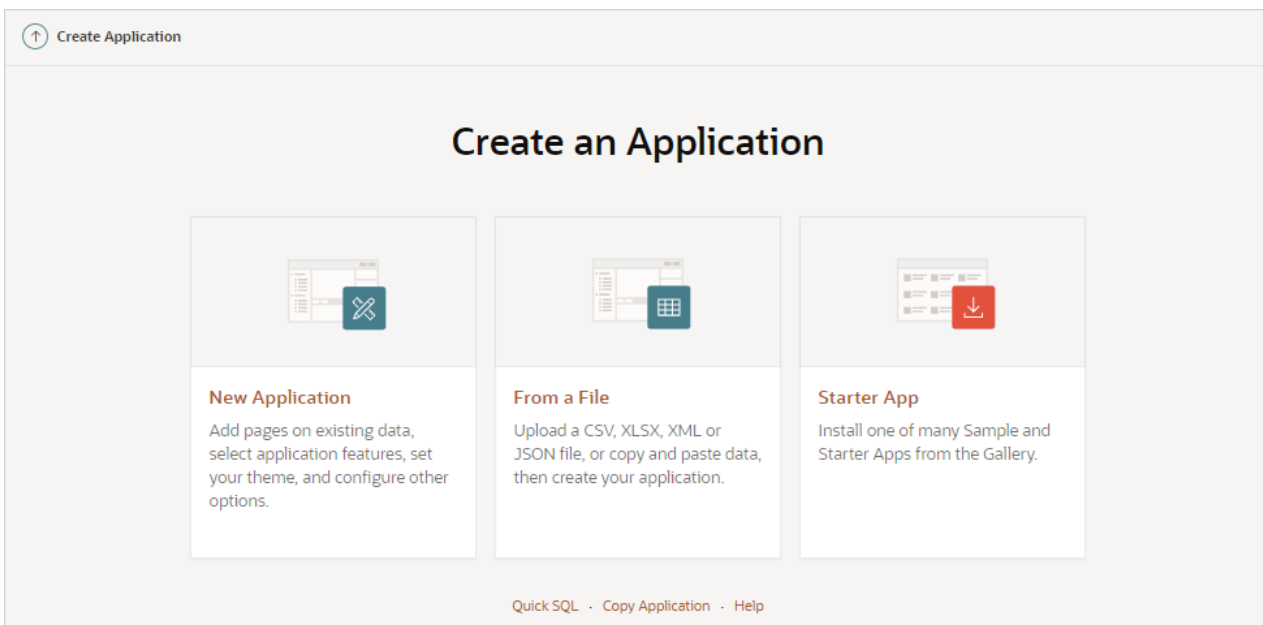 Create Application
Create an Application
New Application
Add pages on existing data,
select application features, set
your theme, and configure other
options.
From a File
Upload a CSV, XLSX, XML or
JSON file, or copy and paste data,
then create your application.
Starter App
Install one of many Sample and
Starter Apps from the Gallery.
Quick SQL · Copy Application · Help